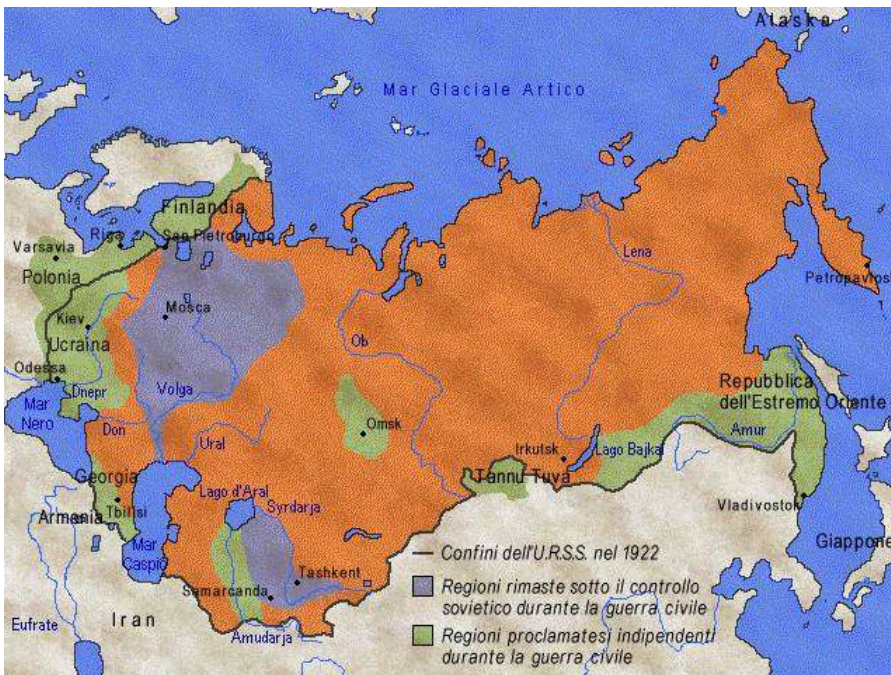 Alaska
Mar Glaciale Artico
Finlandia
Riga
San Pietroburgo
Varsavia
Polonia
Lena
Petropavlos
Mosca
Kiev
Ucraina
Ob
Odessa
Dnepr
Volga
Repubblica
dell'Estremo Oriente
Mar
Nero
Don
Ural
Omsk
Amur
Irkutsk
Lago Bajkal
Georgia
Tannu Tuva
Lago d'Aral
Syrdarja
Armenia
Tbilisi
Vladivostok
Mar
Caspio
Giappone
Tashkent
Samarcanda
Iran
Eufrate
Amudarja
Confini dell'U.R.S.S. nel 1922
Regioni rimaste sotto il controllo
sovietico durante la guerra civile
Regioni proclamatesi indipendenti
durante la guerra civile